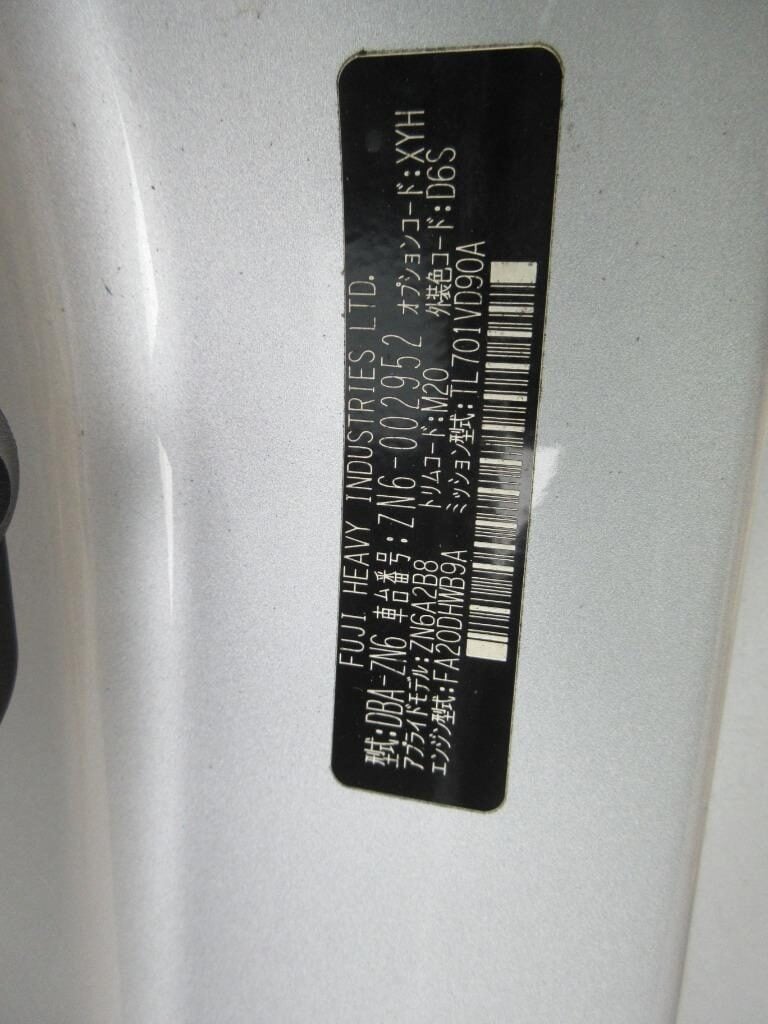 FUJI HEAVY INDUSTRIES LTD.
型式:DBA-ZN6 車台番号:ZN6-002952
アプライドモデル:ZN6A2B8 トリムコード:M20 オプションコード:XYH
エンジン型式:FA20DHWB9A ミッション型式:TL701VD90A 外装色コード:D6S